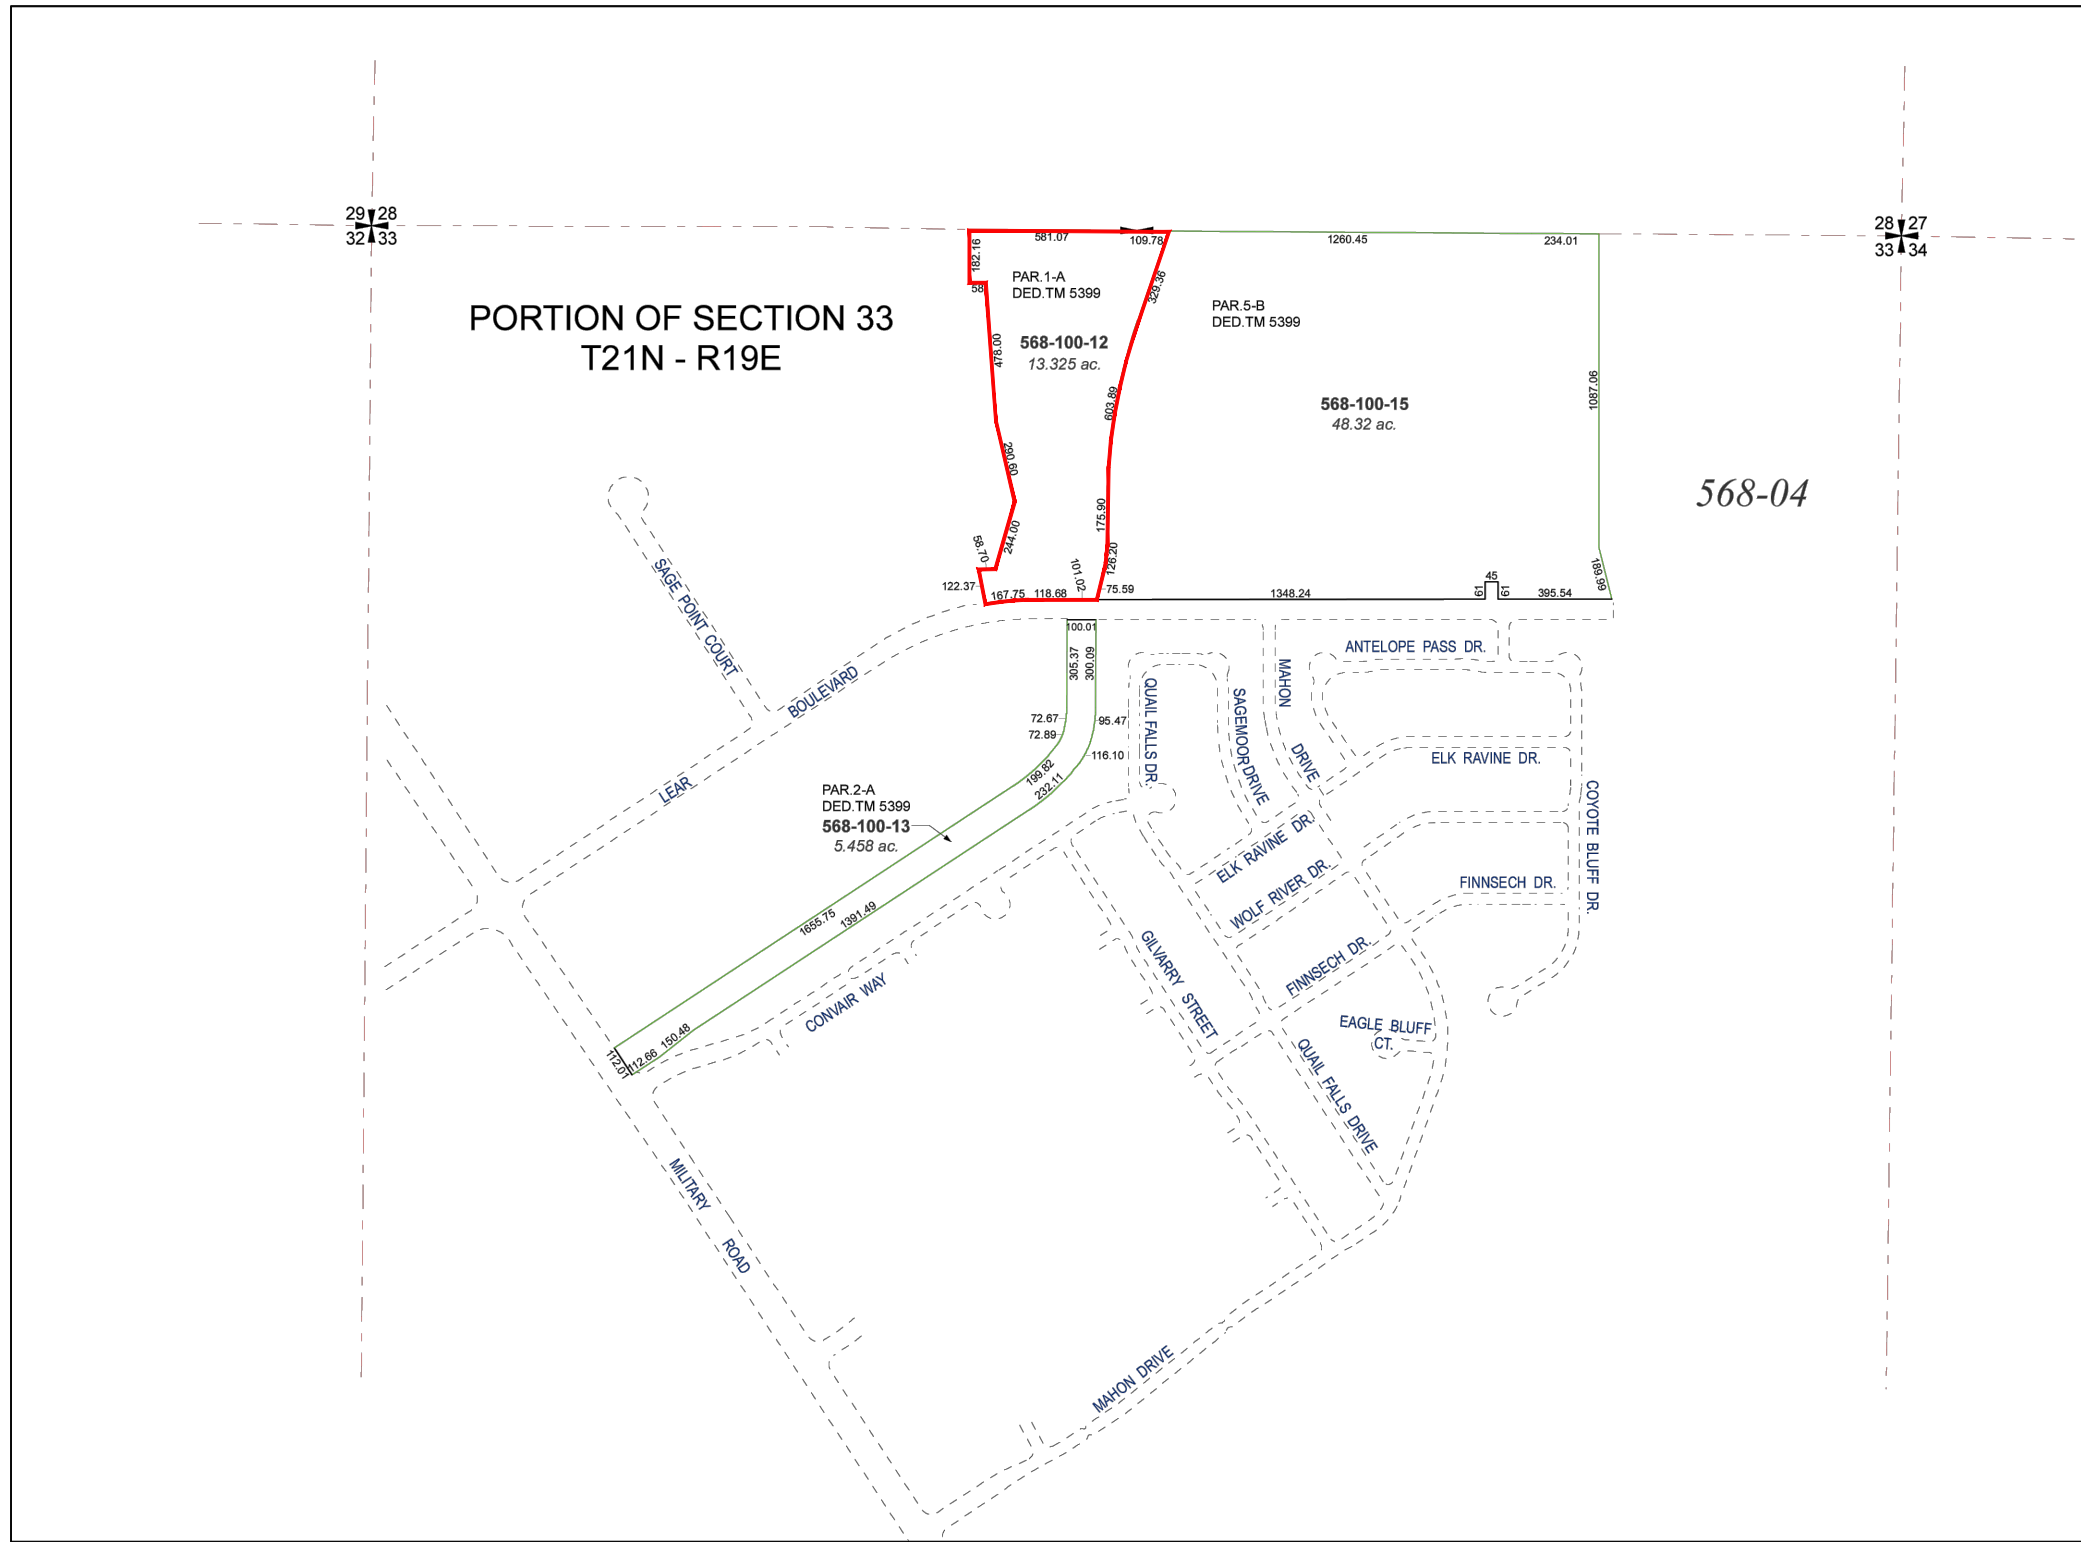 29 28
32 33
28 27
33 34
581.07
109.78
1260.45
234.01
182.16
58
PAR.1-A
DED.TM 5399
568-100-12
13.325 ac.
329.36
PAR.5-B
DED.TM 5399
PORTION OF SECTION 33
T21N - R19E
478.00
603.89
568-100-15
48.32 ac.
1087.06
290.60
568-04
175.90
244.00
58.70
126.20
101.02
122.37
167.75
118.68
75.59
1348.24
61
45
61
395.54
189.99
100.01
305.37
300.09
SAGE POINT COURT
BOULEVARD
LEAR
QUAIL FALLS DR.
SAGEMOOR DRIVE
MAHON
DRIVE
ANTELOPE PASS DR.
72.67
72.89
95.47
116.10
199.82
232.11
ELK RAVINE DR.
COYOTE BLUFF DR.
PAR.2-A
DED.TM 5399
568-100-13
5.458 ac.
ELK RAVINE DR.
WOLF RIVER DR.
FINNSECH DR.
1655.75
1391.49
CONVAIR WAY
GILVARRY STREET
FINNSECH DR.
EAGLE BLUFF
CT.
QUAIL FALLS DRIVE
150.48
112.66
112.01
MILITARY
ROAD
MAHON DRIVE